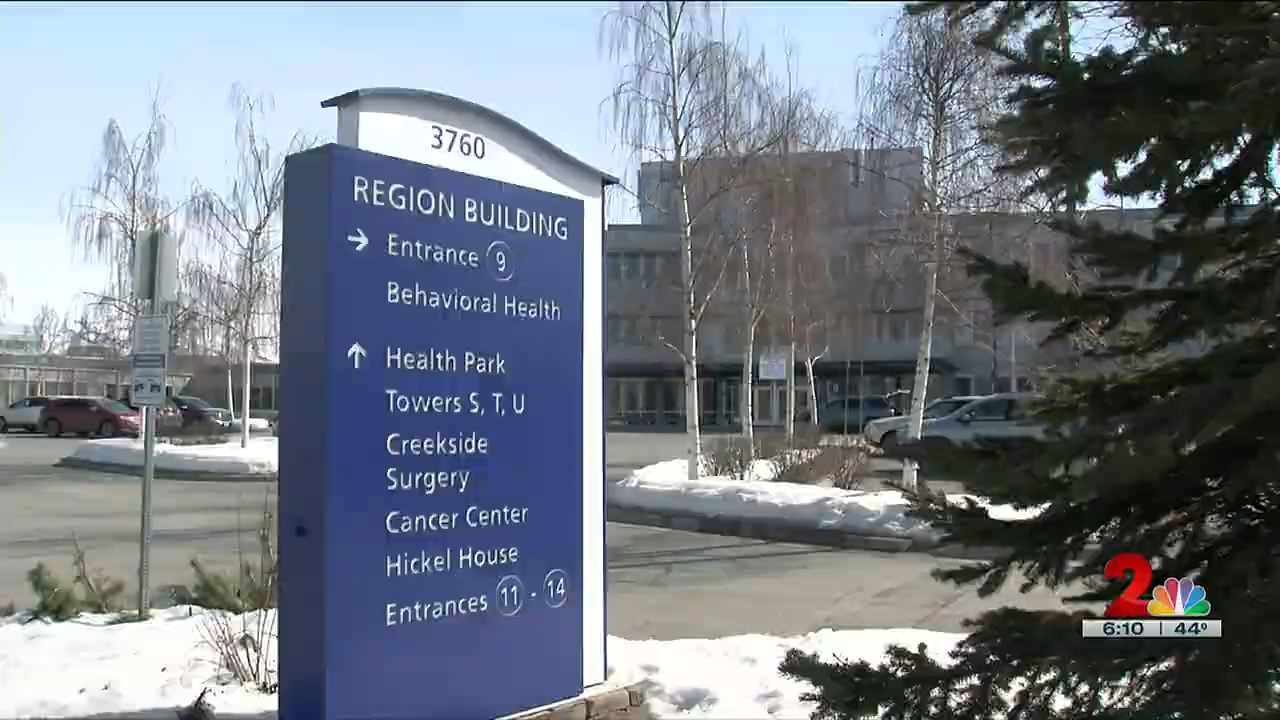 3760
REGION BUILDING
→ Entrance 9
Behavioral Health
↑ Health Park
Towers S, T, U
Creekside
Surgery
Cancer Center
Hickel House
Entrances 11 - 14
2
6:10 | 44°